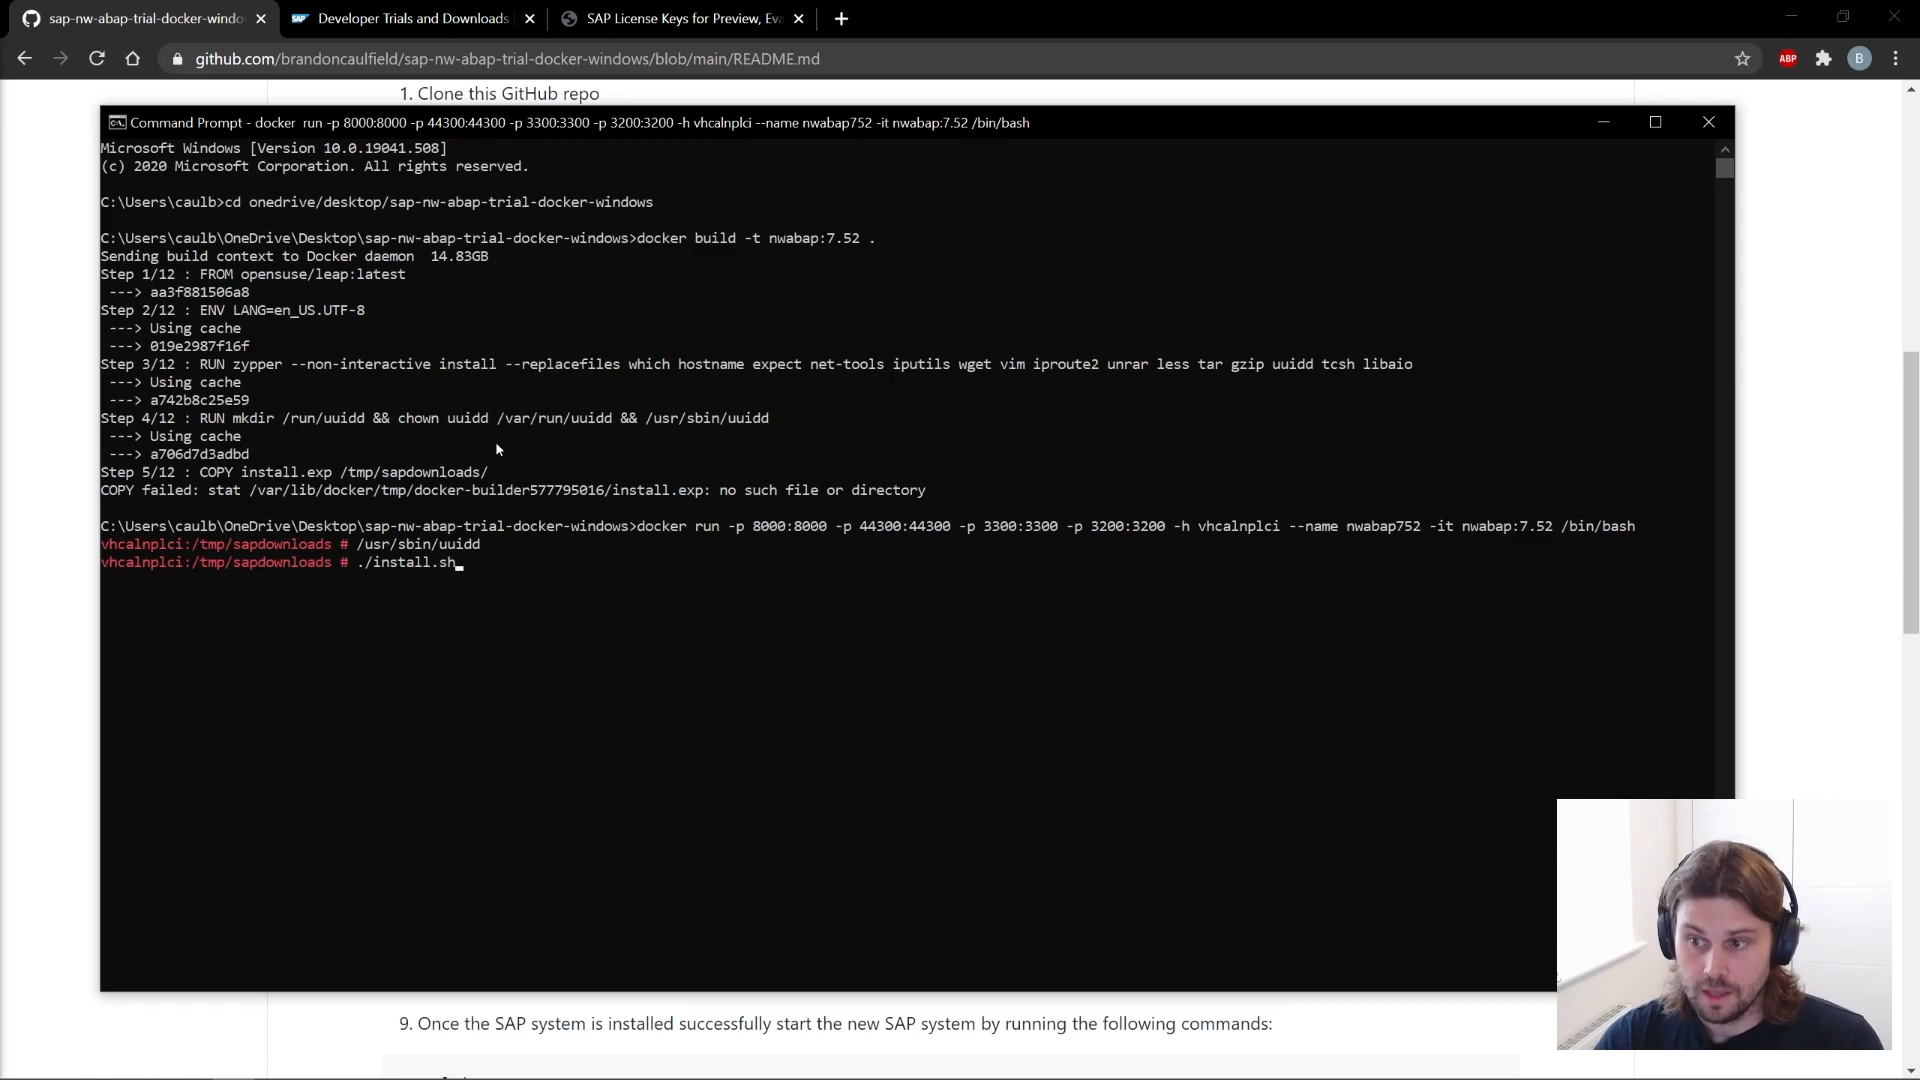 sap-nw-abap-trial-docker-windo
Developer Trials and Downloads
SAP License Keys for Preview, Eva
github.com/brandoncaulfield/sap-nw-abap-trial-docker-windows/blob/main/README.md
ABP
B
1. Clone this GitHub repo
Command Prompt - docker run -p 8000:8000 -p 44300:44300 -p 3300:3300 -p 3200:3200 -h vhcalnplci --name nwabap752 -it nwabap:7.52 /bin/bash
Microsoft Windows [Version 10.0.19041.508]
(c) 2020 Microsoft Corporation. All rights reserved.
C:\Users\caulb>cd onedrive/desktop/sap-nw-abap-trial-docker-windows
C:\Users\caulb\OneDrive\Desktop\sap-nw-abap-trial-docker-windows>docker build -t nwabap:7.52 .
Sending build context to Docker daemon  14.83GB
Step 1/12 : FROM opensuse/leap:latest
---> aa3f881506a8
Step 2/12 : ENV LANG=en_US.UTF-8
---> Using cache
---> 019e2987f16f
Step 3/12 : RUN zypper --non-interactive install --replacefiles which hostname expect net-tools iputils wget vim iproute2 unrar less tar gzip uuidd tcsh libaio
---> Using cache
---> a742b8c25e59
Step 4/12 : RUN mkdir /run/uuidd && chown uuidd /var/run/uuidd && /usr/sbin/uuidd
---> Using cache
---> a706d7d3adbd
Step 5/12 : COPY install.exp /tmp/sapdownloads/
COPY failed: stat /var/lib/docker/tmp/docker-builder577795016/install.exp: no such file or directory
C:\Users\caulb\OneDrive\Desktop\sap-nw-abap-trial-docker-windows>docker run -p 8000:8000 -p 44300:44300 -p 3300:3300 -p 3200:3200 -h vhcalnplci --name nwabap752 -it nwabap:7.52 /bin/bash
vhcalnplci:/tmp/sapdownloads # /usr/sbin/uuidd
vhcalnplci:/tmp/sapdownloads # ./install.sh
9. Once the SAP system is installed successfully start the new SAP system by running the following commands: